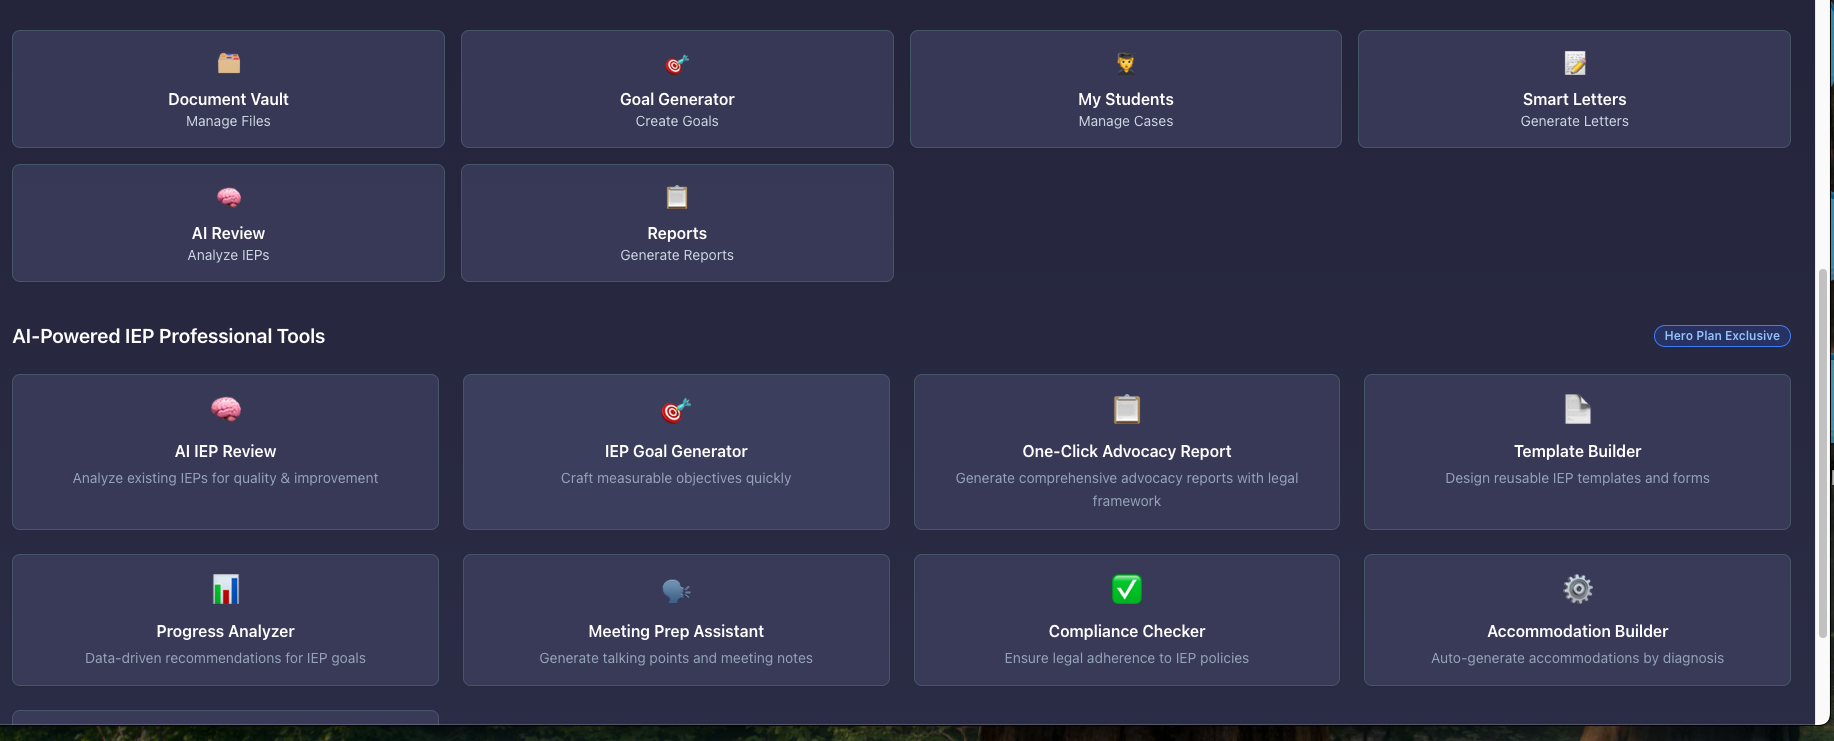 Document Vault
Manage Files
Goal Generator
Create Goals
My Students
Manage Cases
Smart Letters
Generate Letters
AI Review
Analyze IEPs
Reports
Generate Reports
AI-Powered IEP Professional Tools
Hero Plan Exclusive
AI IEP Review
Analyze existing IEPs for quality & improvement
IEP Goal Generator
Craft measurable objectives quickly
One-Click Advocacy Report
Generate comprehensive advocacy reports with legal
framework
Template Builder
Design reusable IEP templates and forms
Progress Analyzer
Data-driven recommendations for IEP goals
Meeting Prep Assistant
Generate talking points and meeting notes
Compliance Checker
Ensure legal adherence to IEP policies
Accommodation Builder
Auto-generate accommodations by diagnosis